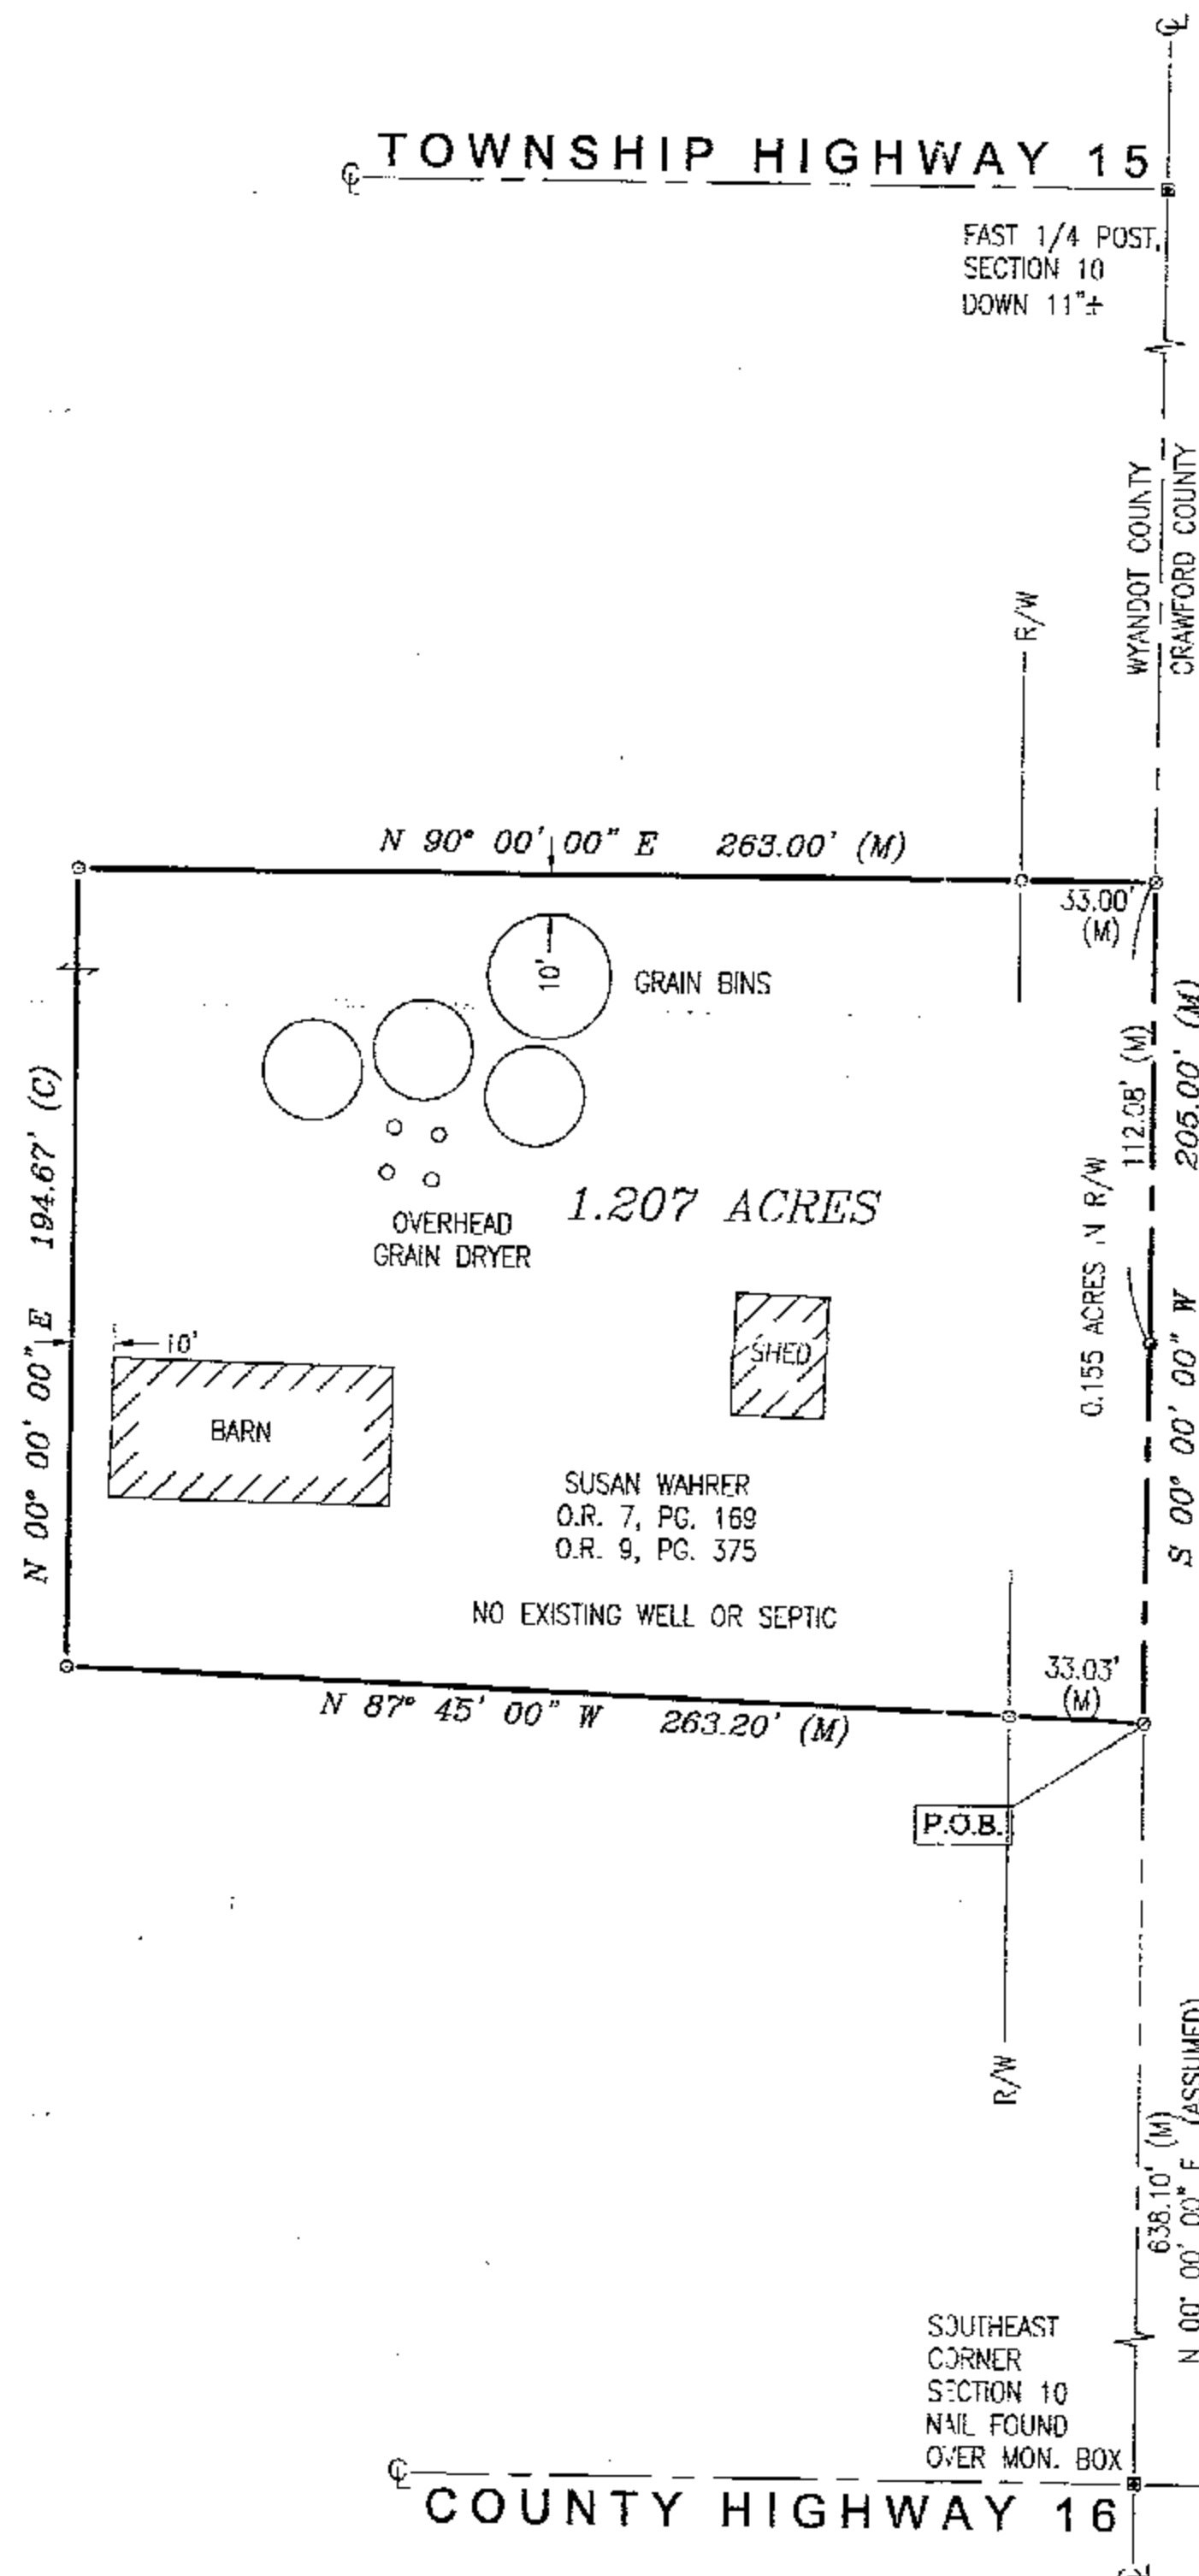 TOWNSHIP HIGHWAY 15
FAST 1/4 POST,
SECTION 10
DOWN 11"±
WYANDOT COUNTY
CRAWFORD COUNTY
R/W
N 90° 00' 00" E 263.00' (M)
33.00'
(M)
10'
GRAIN BINS
N 00° 00' 00" E 194.67' (C)
112.08' (M)
S 00° 00' 00" W 205.00' (M)
0.155 ACRES IN R/W
1.207 ACRES
OVERHEAD
GRAIN DRYER
SHED
10'
BARN
SUSAN WAHRER
O.R. 7, PG. 169
O.R. 9, PG. 375
NO EXISTING WELL OR SEPTIC
33.03'
(M)
N 87° 45' 00" W 263.20' (M)
P.O.B.
R/W
638.10' (M)
N 00° 00' 00" E (ASSUMED)
SOUTHEAST
CORNER
SECTION 10
NAIL FOUND
OVER MON. BOX
COUNTY HIGHWAY 16